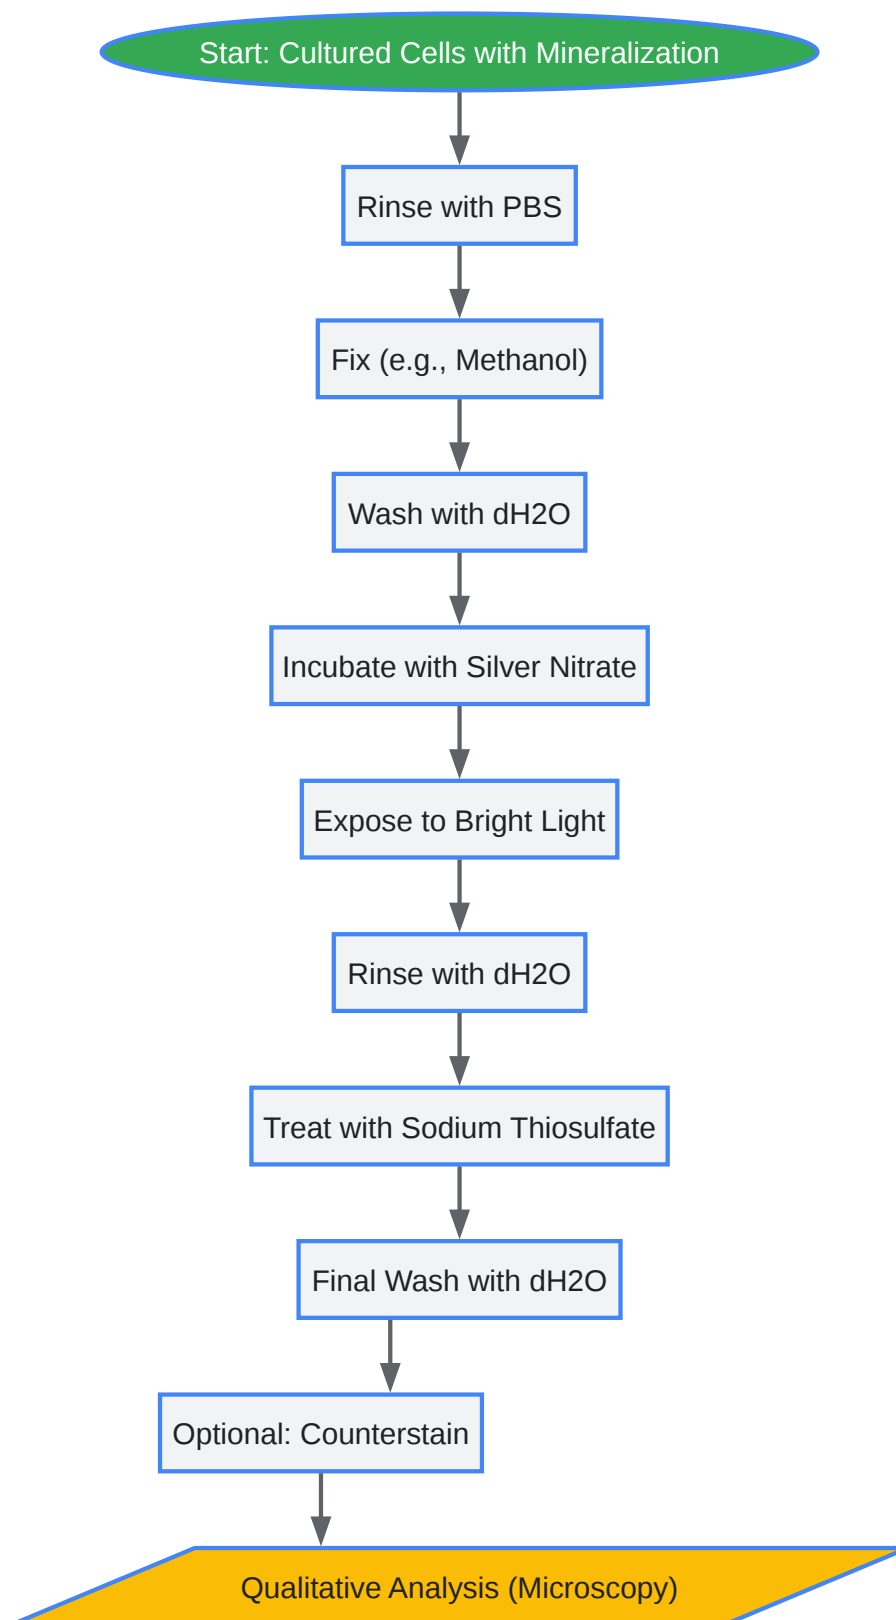 Start: Cultured Cells with Mineralization
Rinse with PBS
Fix (e.g., Methanol)
Wash with dH2O
Incubate with Silver Nitrate
Expose to Bright Light
Rinse with dH2O
Treat with Sodium Thiosulfate
Final Wash with dH2O
Optional: Counterstain
Qualitative Analysis (Microscopy)